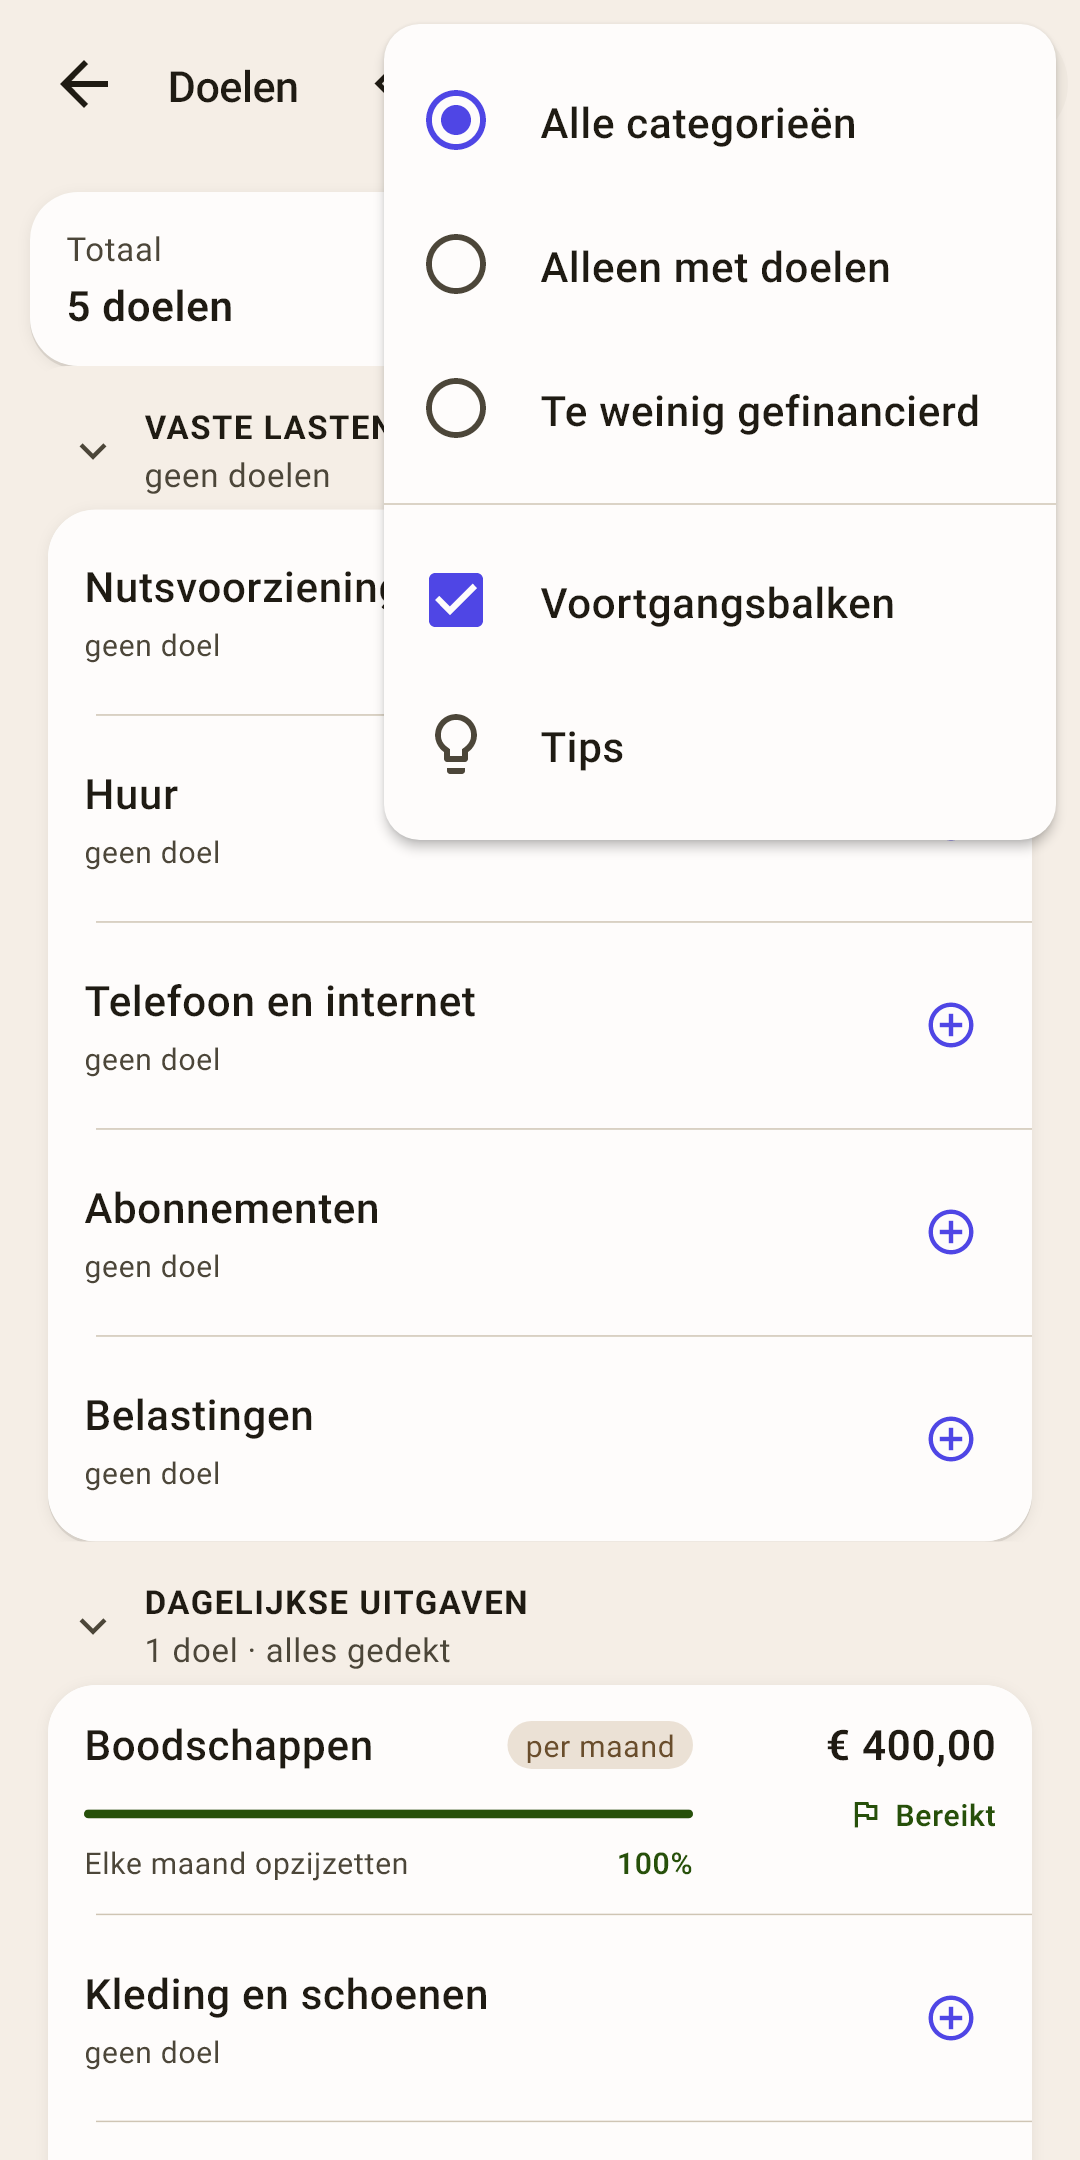 Doelen
Alle categorieën
Alleen met doelen
Te weinig gefinancierd
Voortgangsbalken
Tips
Totaal
5 doelen
VASTE LASTEN
geen doelen
geen doel
Huur
geen doel
Telefoon en internet
geen doel
Abonnementen
geen doel
Belastingen
geen doel
DAGELIJKSE UITGAVEN
1 doel · alles gedekt
Boodschappen
per maand
€ 400,00
Bereikt
Elke maand opzijzetten
100%
Kleding en schoenen
geen doel